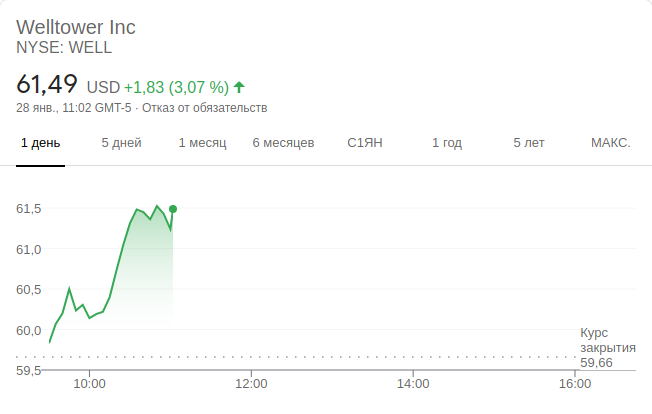 Welltower Inc
NYSE: WELL
61,49 USD +1,83 (3,07 %)
28 янв., 11:02 GMT-5 · Отказ от обязательств
1 день 5 дней 1 месяц 6 месяцев С1ЯН 1 год 5 лет МАКС.
61,5
61,0
60,5
60,0
Курс
закрытия
59,66
59,5
10:00 12:00 14:00 16:00